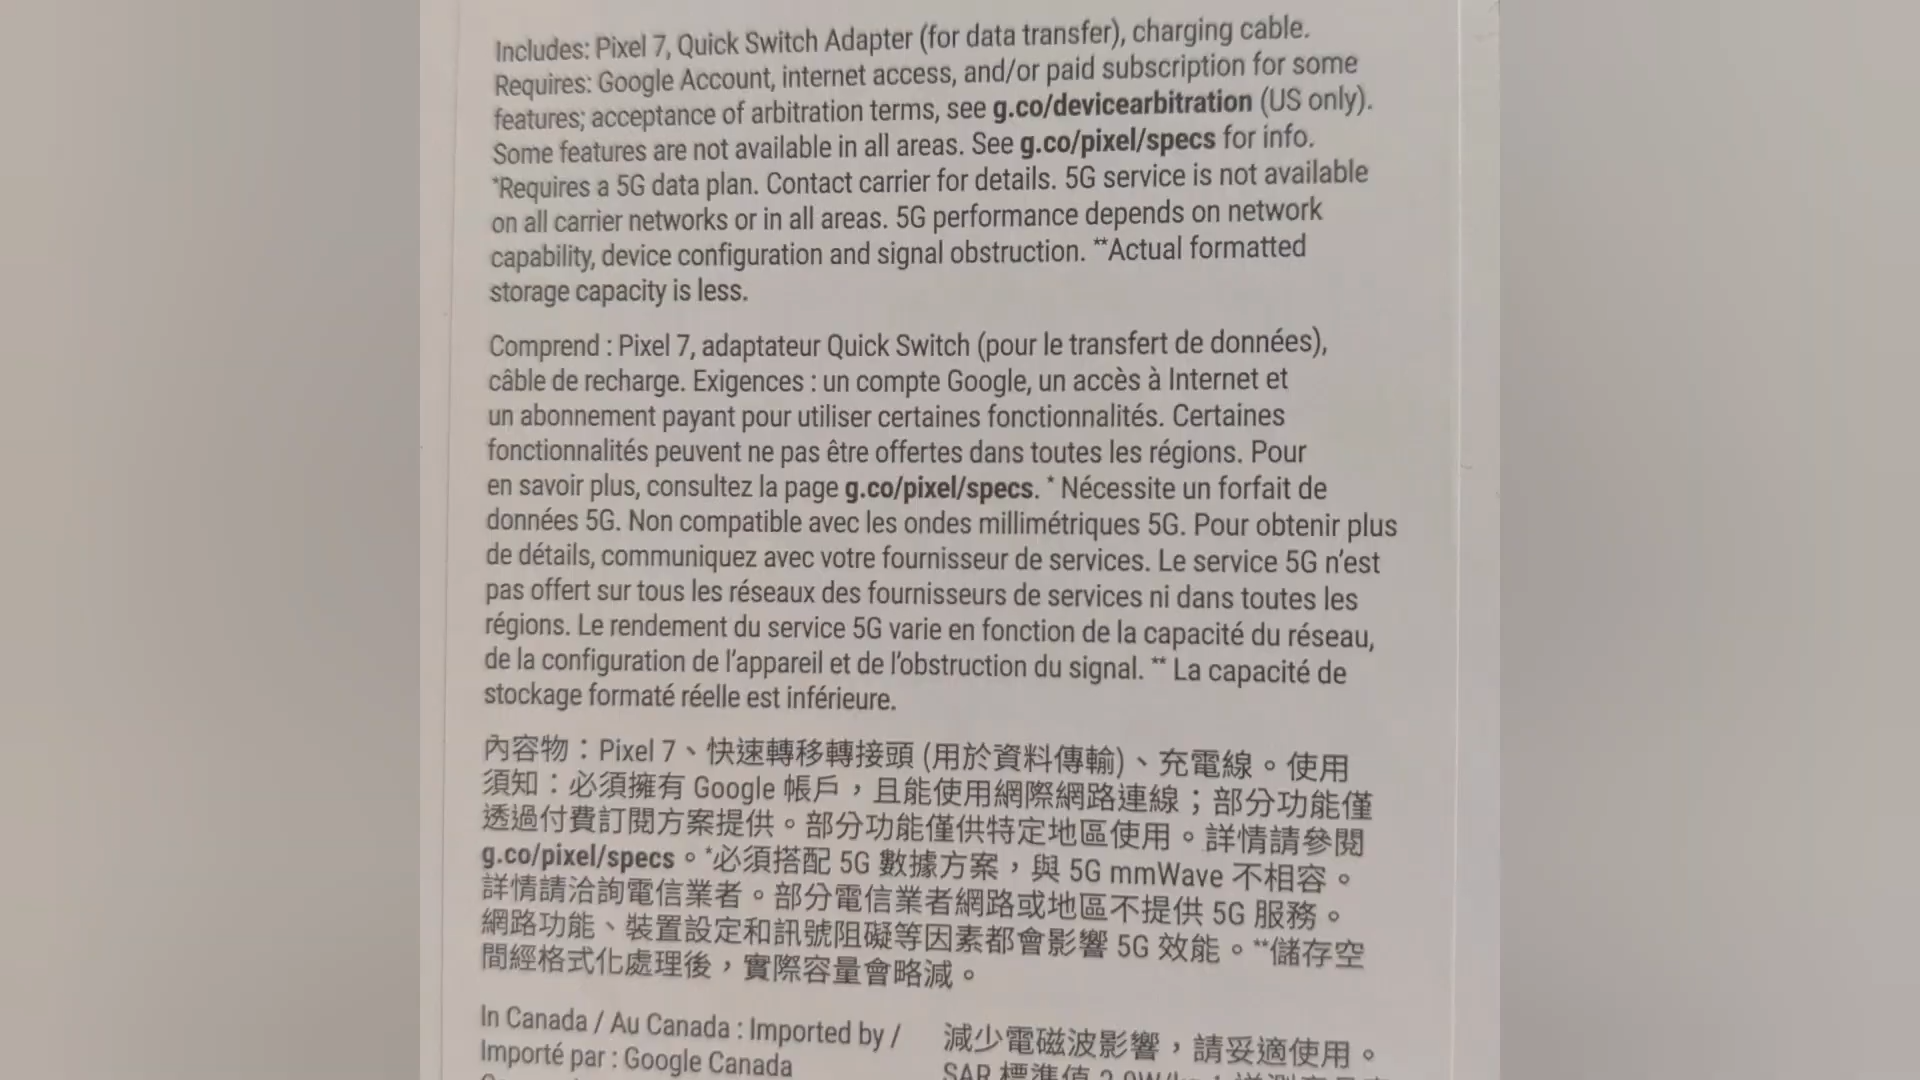 Includes: Pixel 7, Quick Switch Adapter (for data transfer), charging cable.
Requires: Google Account, internet access, and/or paid subscription for some
features; acceptance of arbitration terms, see g.co/devicearbitration (US only).
Some features are not available in all areas. See g.co/pixel/specs for info.
*Requires a 5G data plan. Contact carrier for details. 5G service is not available
on all carrier networks or in all areas. 5G performance depends on network
capability, device configuration and signal obstruction. **Actual formatted
storage capacity is less.
Comprend : Pixel 7, adaptateur Quick Switch (pour le transfert de données),
câble de recharge. Exigences : un compte Google, un accès à Internet et
un abonnement payant pour utiliser certaines fonctionnalités. Certaines
fonctionnalités peuvent ne pas être offertes dans toutes les régions. Pour
en savoir plus, consultez la page g.co/pixel/specs. * Nécessite un forfait de
données 5G. Non compatible avec les ondes millimétriques 5G. Pour obtenir plus
de détails, communiquez avec votre fournisseur de services. Le service 5G n’est
pas offert sur tous les réseaux des fournisseurs de services ni dans toutes les
régions. Le rendement du service 5G varie en fonction de la capacité du réseau,
de la configuration de l’appareil et de l’obstruction du signal. ** La capacité de
stockage formaté réelle est inférieure.
內容物：Pixel 7、快速轉移轉接頭 (用於資料傳輸)、充電線。使用
須知：必須擁有 Google 帳戶，且能使用網際網路連線；部分功能僅
透過付費訂閱方案提供。部分功能僅供特定地區使用。詳情請參閱
g.co/pixel/specs。*必須搭配 5G 數據方案，與 5G mmWave 不相容。
詳情請洽詢電信業者。部分電信業者網路或地區不提供 5G 服務。
網路功能、裝置設定和訊號阻礙等因素都會影響 5G 效能。**儲存空
間經格式化處理後，實際容量會略減。
In Canada / Au Canada : Imported by /
Importé par : Google Canada
減少電磁波影響，請妥適使用。
SAR 標準值 2.0W/kg